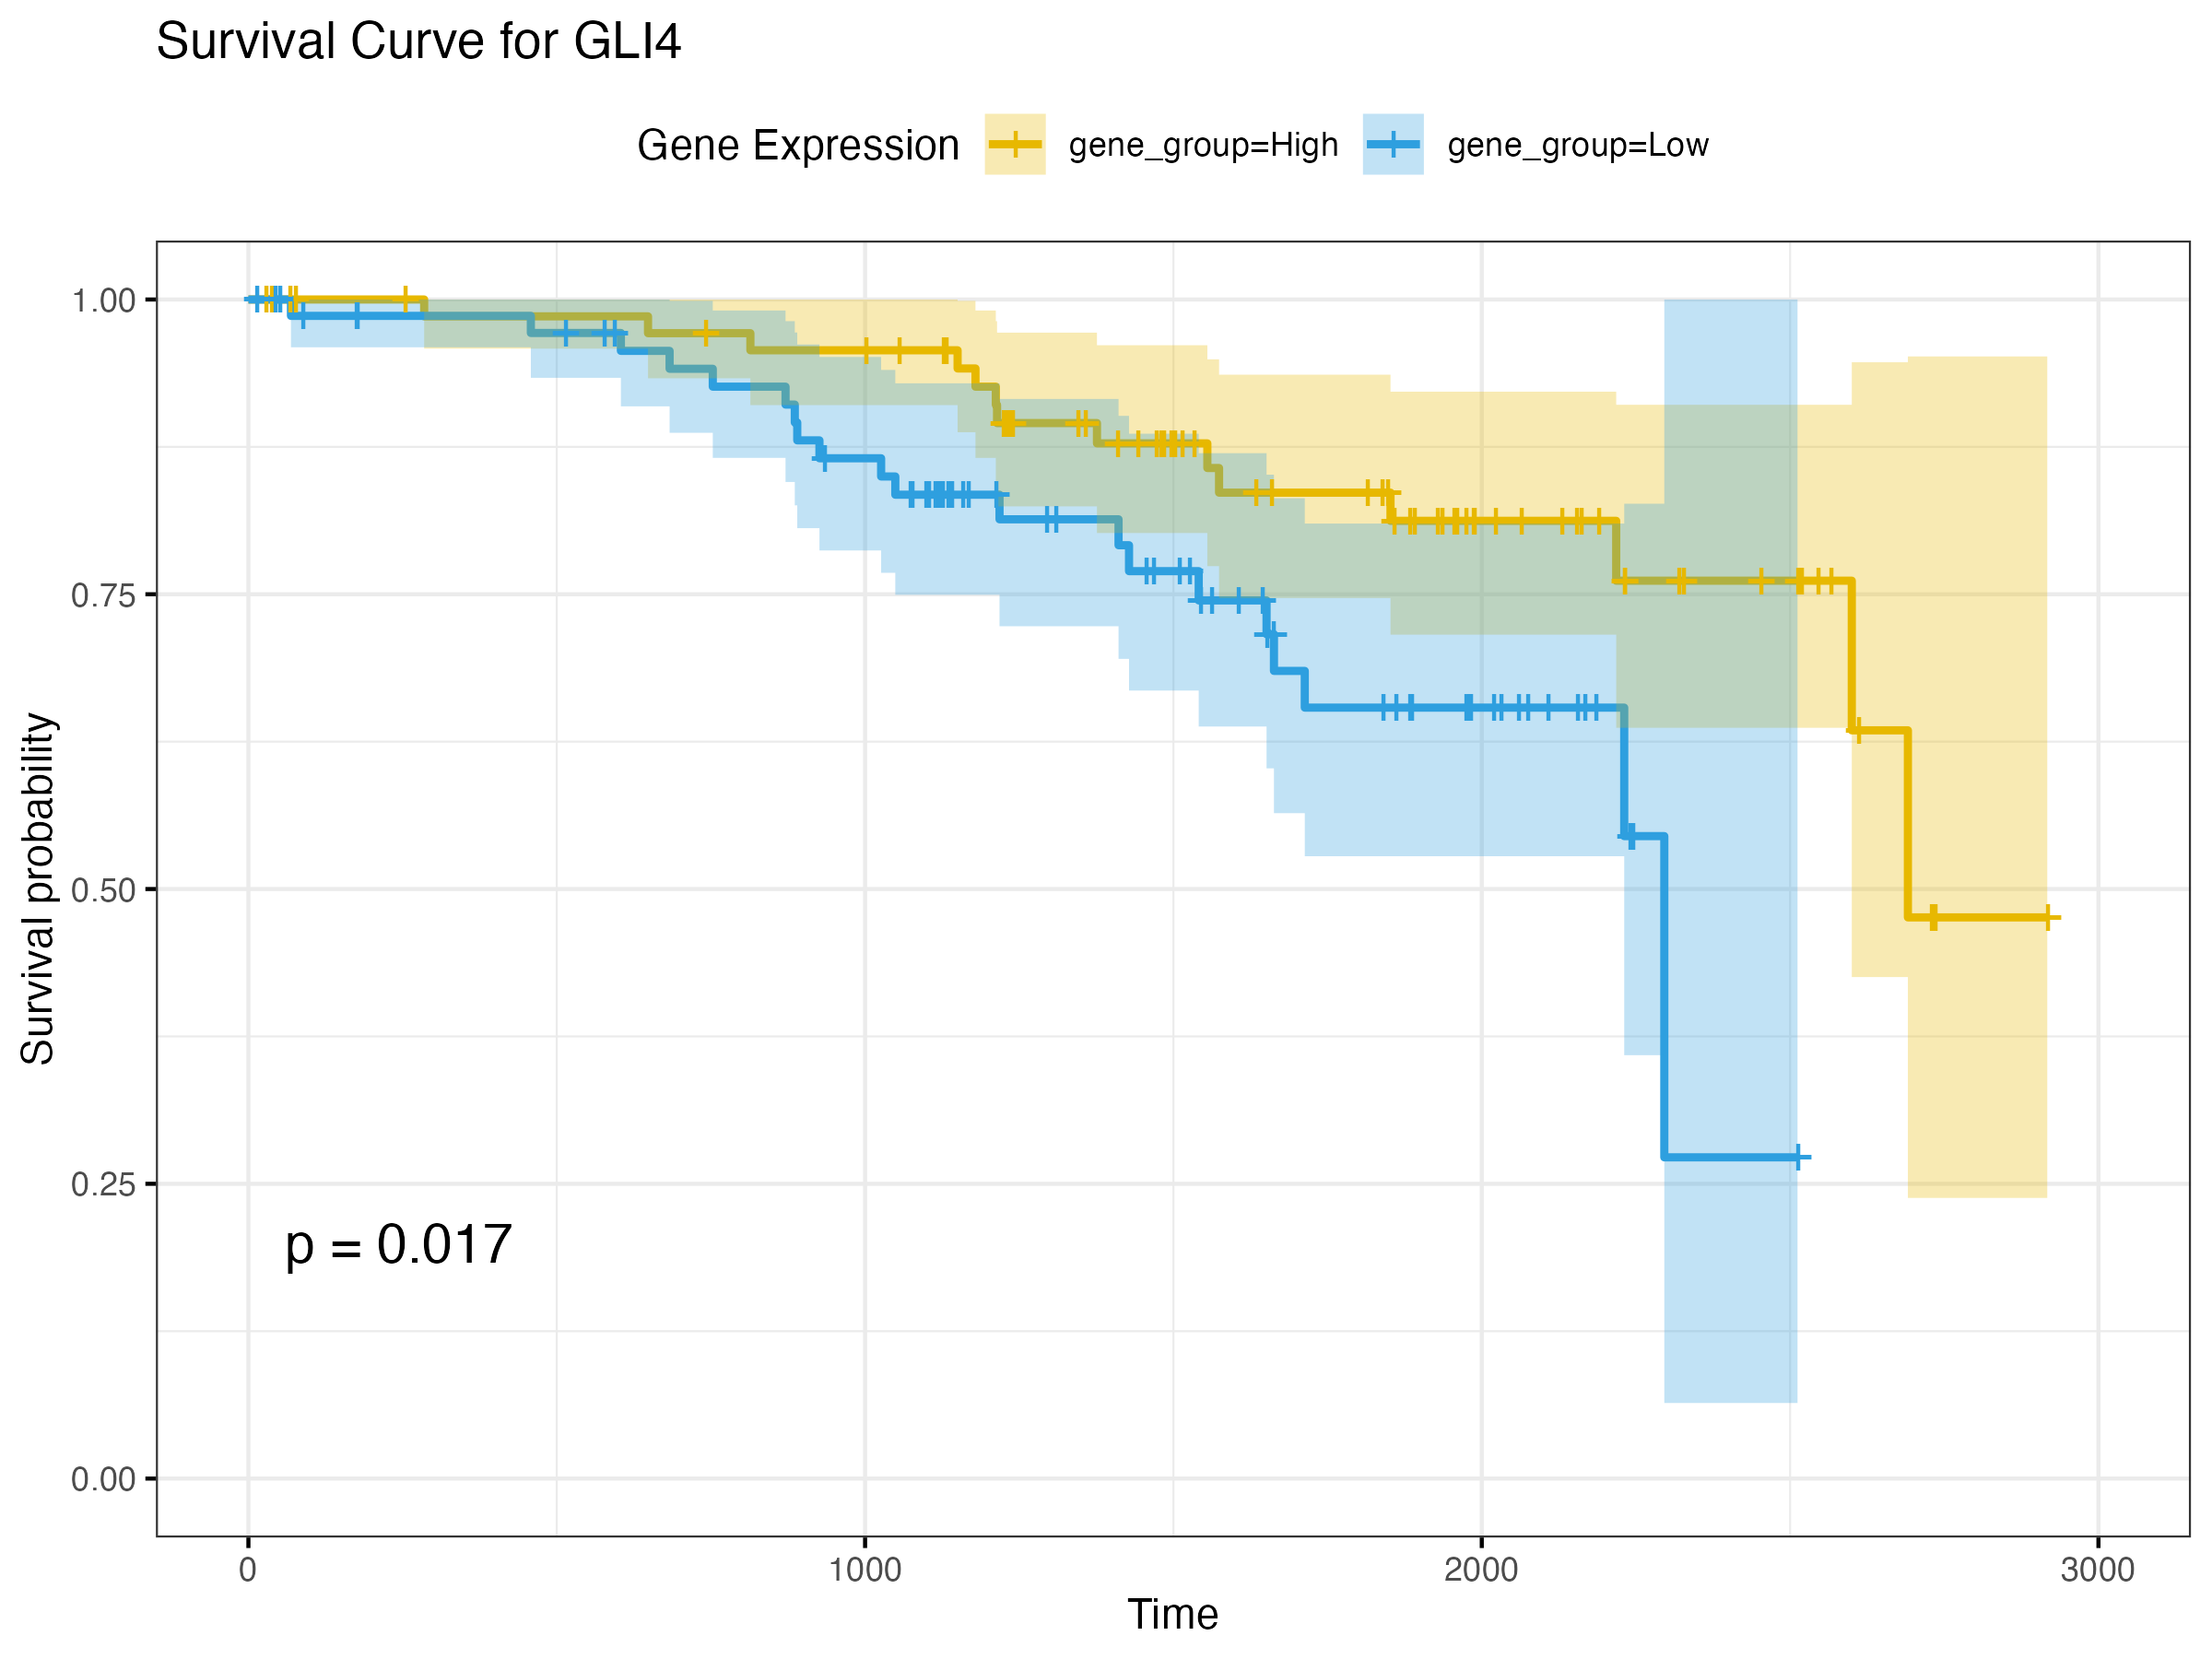 Survival Curve for GLI4
Gene Expression gene_group=High gene_group=Low
1.00
0.75
0.50
0.25
0.00
Survival probability
p = 0.017
0 1000 2000 3000
Time